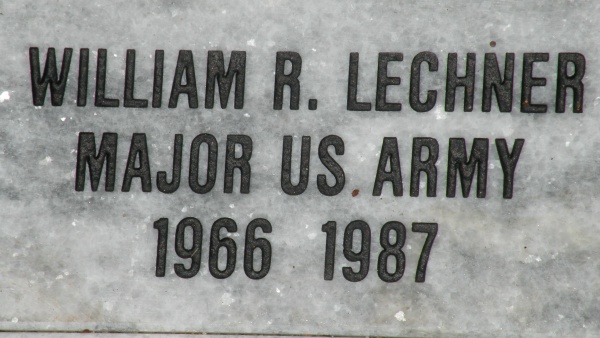 WILLIAM R. LECHNER
MAJOR US ARMY
1966 1987